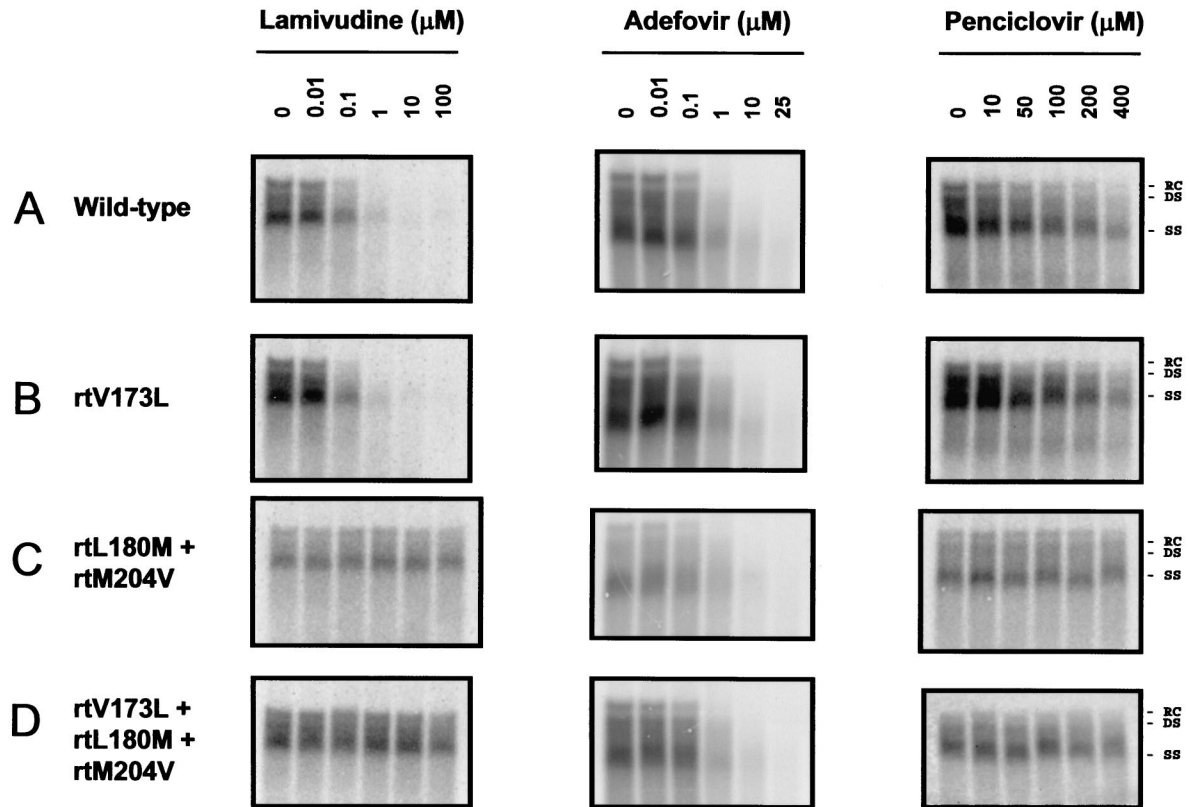 Lamivudine (µM) Adefovir (µM) Penciclovir (µM)
0 0.01 0.1 1 10 100 0 0.01 0.1 1 10 25 0 10 50 100 200 400
A Wild-type - RC
- DS
- SS
B rtV173L - RC
- DS
- SS
C rtL180M + - RC
rtM204V - DS
- SS
D rtV173L + - RC
rtL180M + - DS
rtM204V - SS